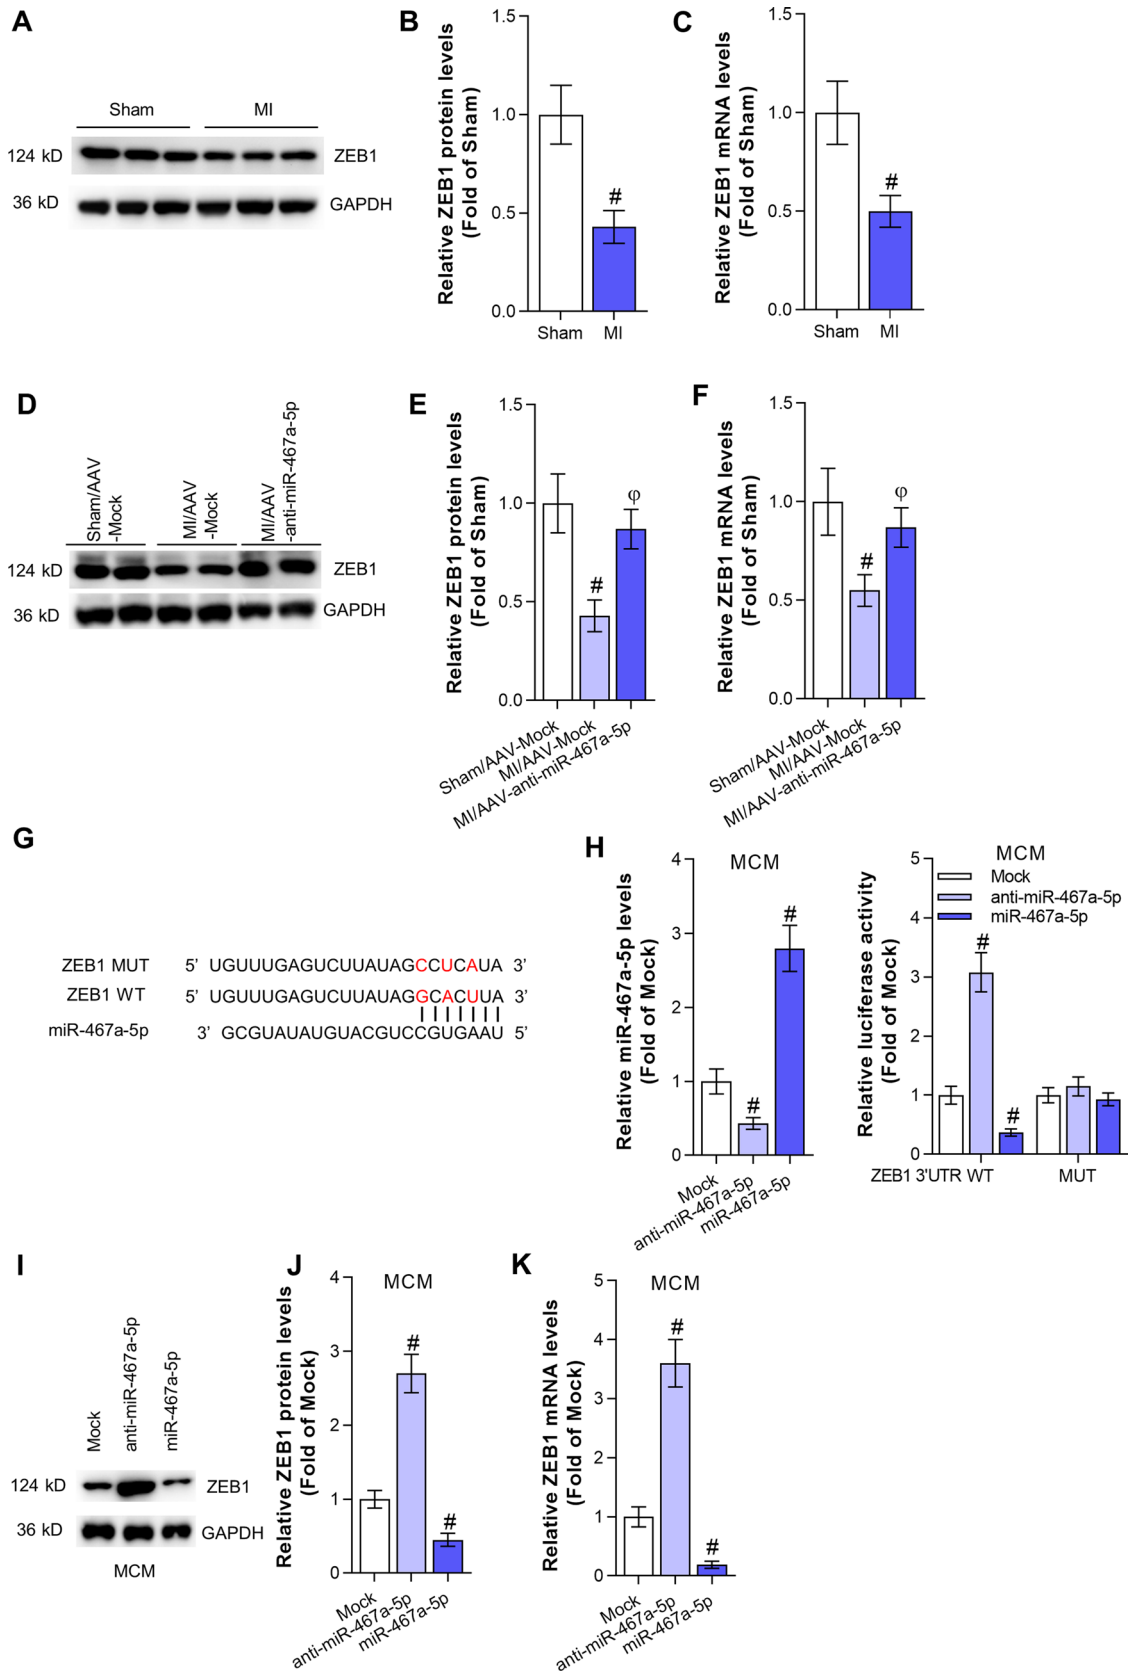 A
Sham MI
124 kD ZEB1
36 kD GAPDH
B
Relative ZEB1 protein levels
(Fold of Sham)
1.5
1.0
0.5
0.0
#
Sham MI
C
Relative ZEB1 mRNA levels
(Fold of Sham)
1.5
1.0
0.5
0.0
#
Sham MI
D
Sham/AAV
-Mock
MI/AAV
-Mock
MI/AAV
-anti-miR-467a-5p
124 kD ZEB1
36 kD GAPDH
E
Relative ZEB1 protein levels
(Fold of Sham)
1.5
1.0
0.5
0.0
#
φ
Sham/AAV-Mock
MI/AAV-Mock
MI/AAV-anti-miR-467a-5p
F
Relative ZEB1 mRNA levels
(Fold of Sham)
1.5
1.0
0.5
0.0
#
φ
Sham/AAV-Mock
MI/AAV-Mock
MI/AAV-anti-miR-467a-5p
G
ZEB1 MUT 5’ UGUUUGAGUCUUAUAGCCUCAUA 3’
ZEB1 WT 5’ UGUUUGAGUCUUAUAGGCACUUA 3’
miR-467a-5p 3’ GCGUAUAUGUACGUCCGUGAAU 5’
H
MCM
Relative miR-467a-5p levels
(Fold of Mock)
4
3
2
1
0
#
#
Mock
anti-miR-467a-5p
miR-467a-5p
MCM
Mock
anti-miR-467a-5p
miR-467a-5p
Relative luciferase activity
(Fold of Mock)
5
4
3
2
1
0
#
#
ZEB1 3'UTR WT MUT
I
Mock
anti-miR-467a-5p
miR-467a-5p
124 kD ZEB1
36 kD GAPDH
MCM
J
MCM
Relative ZEB1 protein levels
(Fold of Mock)
4
3
2
1
0
#
#
Mock
anti-miR-467a-5p
miR-467a-5p
K
MCM
Relative ZEB1 mRNA levels
(Fold of Mock)
5
4
3
2
1
0
#
#
Mock
anti-miR-467a-5p
miR-467a-5p